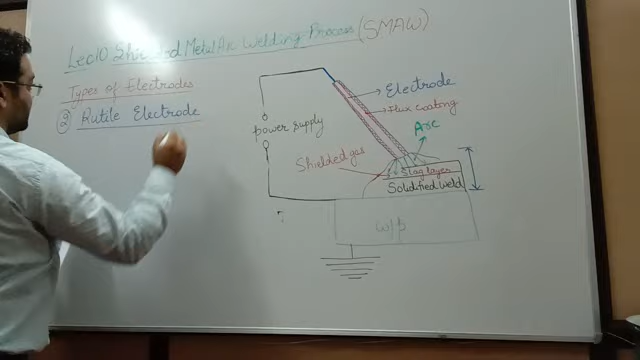 Lec10 Shielded Metal Arc Welding Process (SMAW)
Types of Electrodes
② Rutile Electrode
Electrode
Flux coating
power supply
Arc
Shielded gas
Slag layer
Solidified weld
w/p